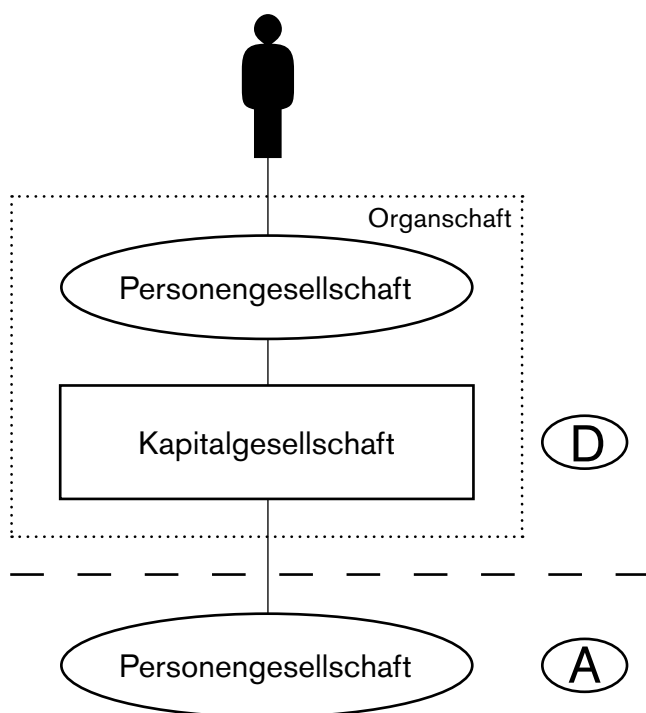 Organschaft
Personengesellschaft
Kapitalgesellschaft
D
Personengesellschaft
A